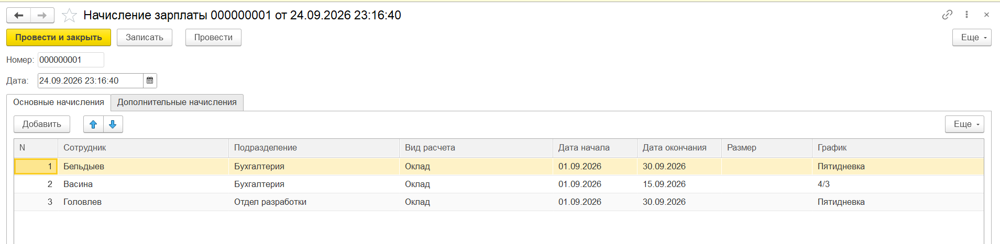 Начисление зарплаты 000000001 от 24.09.2026 23:16:40
Провести и закрыть Записать Провести Еще
Номер: 000000001
Дата: 24.09.2026 23:16:40
Основные начисления Дополнительные начисления
Добавить Еще
N Сотрудник Подразделение Вид расчета Дата начала Дата окончания Размер График
1 Бельдыев Бухгалтерия Оклад 01.09.2026 30.09.2026 Пятидневка
2 Васина Бухгалтерия Оклад 01.09.2026 15.09.2026 4/3
3 Головлев Отдел разработки Оклад 01.09.2026 30.09.2026 Пятидневка